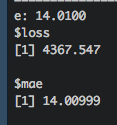 e: 14.0100
$loss
[1] 4367.547
$mae
[1] 14.00999